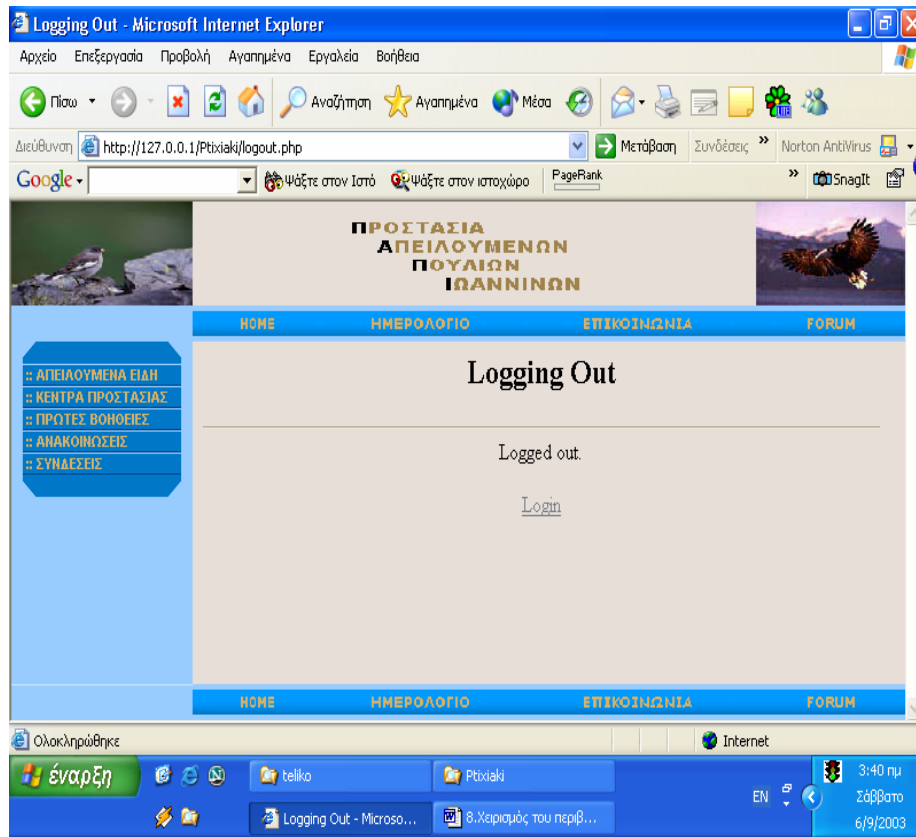 Logging Out - Microsoft Internet Explorer
Αρχείο Επεξεργασία Προβολή Αγαπημένα Εργαλεία Βοήθεια
Πίσω Αναζήτηση Αγαπημένα Μέσα
Διεύθυνση http://127.0.0.1/Ptixiaki/logout.php Μετάβαση Συνδέσεις » Norton AntiVirus
Google Ψάξτε στον Ιστό Ψάξτε στον ιστοχώρο PageRank » SnagIt
ΠΡΟΣΤΑΣΙΑ
ΑΠΕΙΛΟΥΜΕΝΩΝ
ΠΟΥΛΙΩΝ
ΙΩΑΝΝΙΝΩΝ
HOME ΗΜΕΡΟΛΟΓΙΟ ΕΠΙΚΟΙΝΩΝΙΑ FORUM
:: ΑΠΕΙΛΟΥΜΕΝΑ ΕΙΔΗ
:: ΚΕΝΤΡΑ ΠΡΟΣΤΑΣΙΑΣ
:: ΠΡΩΤΕΣ ΒΟΗΘΕΙΕΣ
:: ΑΝΑΚΟΙΝΩΣΕΙΣ
:: ΣΥΝΔΕΣΕΙΣ
Logging Out
Logged out.
Login
HOME ΗΜΕΡΟΛΟΓΙΟ ΕΠΙΚΟΙΝΩΝΙΑ FORUM
Ολοκληρώθηκε Internet
έναρξη teliko Ptixiaki
Logging Out - Microso... 8.Χειρισμός του περιβ...
EN
3:40 πμ
Σάββατο
6/9/2003